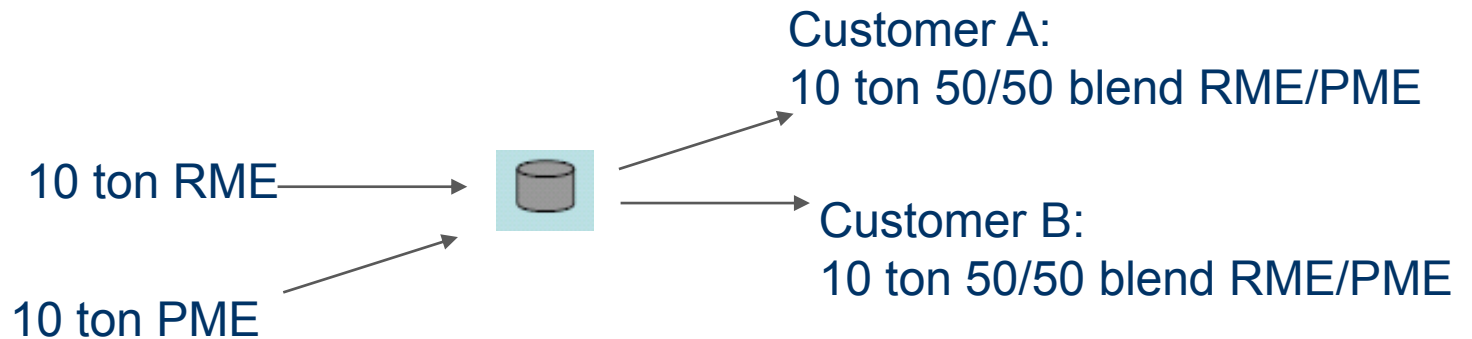 10 ton RME
10 ton PME
Customer A:
10 ton 50/50 blend RME/PME
Customer B:
10 ton 50/50 blend RME/PME